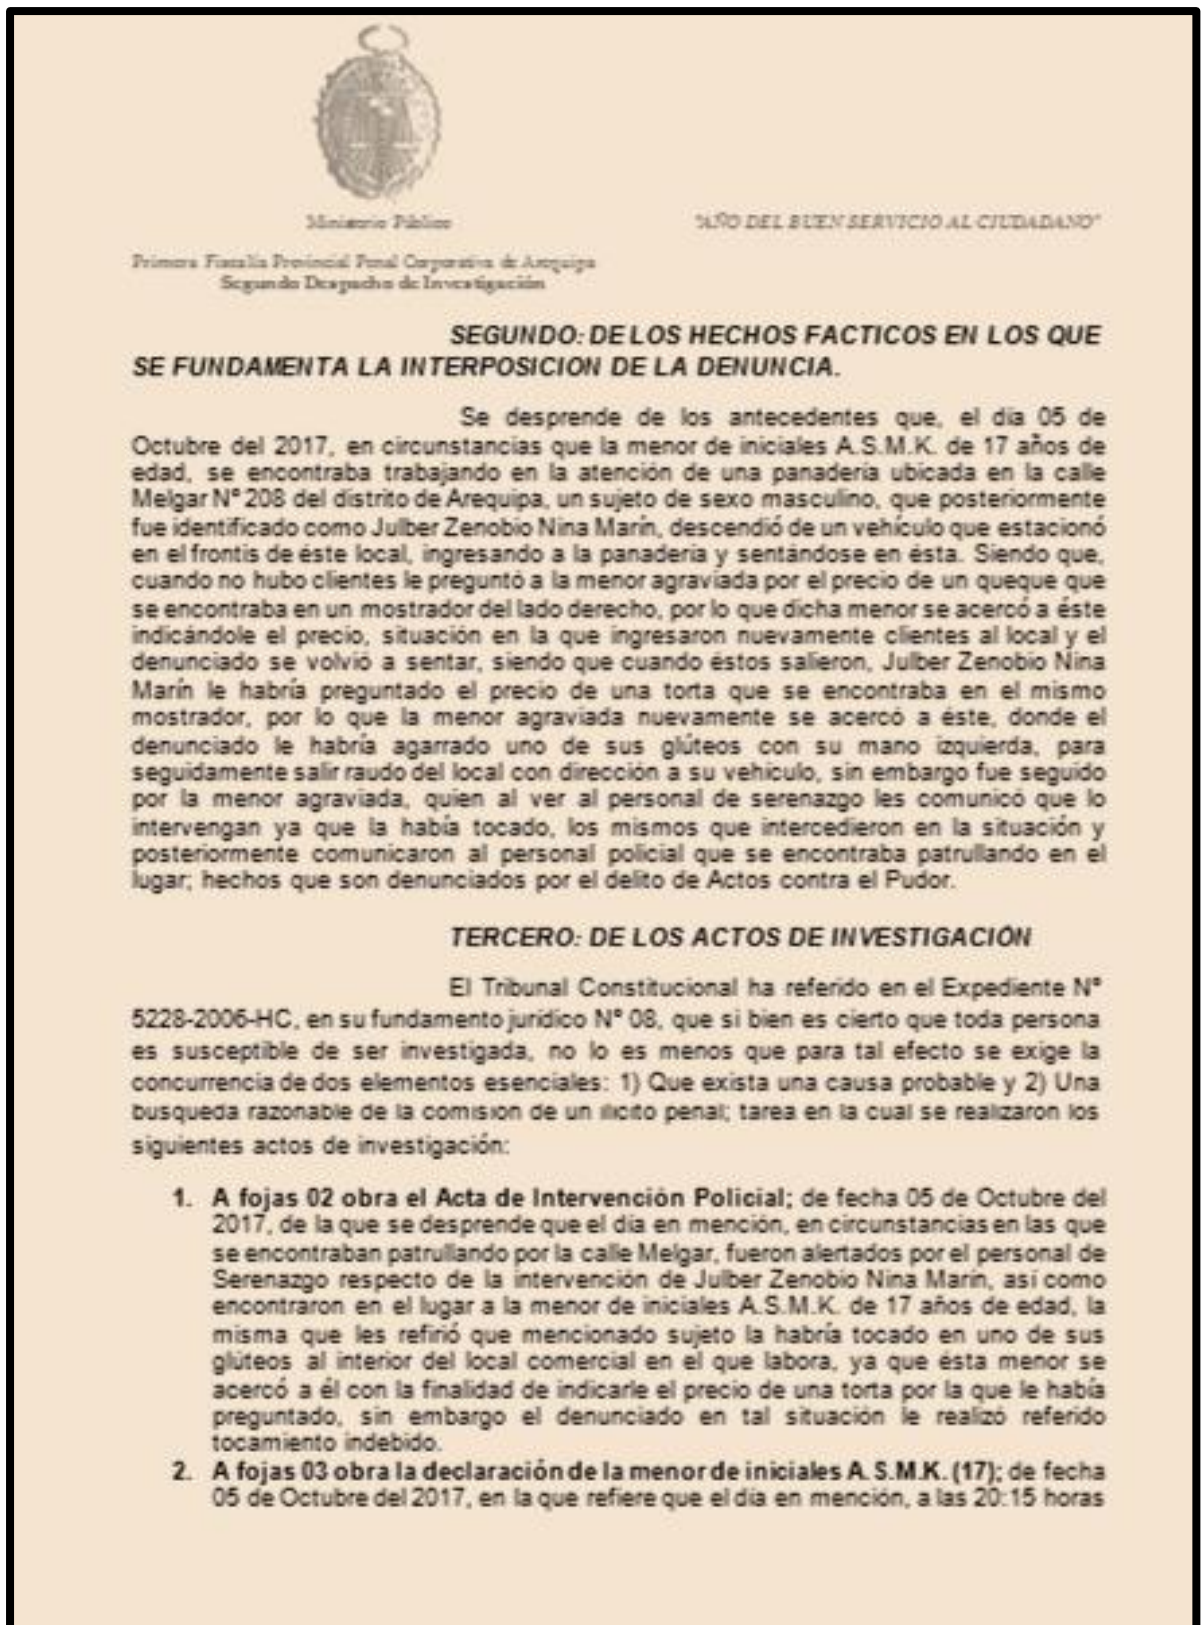 Ministerio Público
"AÑO DEL BUEN SERVICIO AL CIUDADANO"
Primera Fiscalía Provincial Penal Corporativa de Arequipa
Segundo Despacho de Investigación
SEGUNDO: DE LOS HECHOS FACTICOS EN LOS QUE
SE FUNDAMENTA LA INTERPOSICION DE LA DENUNCIA.
Se desprende de los antecedentes que, el día 05 de
Octubre del 2017, en circunstancias que la menor de iniciales A.S.M.K. de 17 años de
edad, se encontraba trabajando en la atención de una panadería ubicada en la calle
Melgar N° 208 del distrito de Arequipa, un sujeto de sexo masculino, que posteriormente
fue identificado como Julber Zenobio Nina Marín, descendió de un vehículo que estacionó
en el frontis de éste local, ingresando a la panadería y sentándose en ésta. Siendo que,
cuando no hubo clientes le preguntó a la menor agraviada por el precio de un queque que
se encontraba en un mostrador del lado derecho, por lo que dicha menor se acercó a éste
indicándole el precio, situación en la que ingresaron nuevamente clientes al local y el
denunciado se volvió a sentar, siendo que cuando éstos salieron, Julber Zenobio Nina
Marín le habría preguntado el precio de una torta que se encontraba en el mismo
mostrador, por lo que la menor agraviada nuevamente se acercó a éste, donde el
denunciado le habría agarrado uno de sus glúteos con su mano izquierda, para
seguidamente salir raudo del local con dirección a su vehículo, sin embargo fue seguido
por la menor agraviada, quien al ver al personal de serenazgo les comunicó que lo
intervengan ya que la había tocado, los mismos que intercedieron en la situación y
posteriormente comunicaron al personal policial que se encontraba patrullando en el
lugar; hechos que son denunciados por el delito de Actos contra el Pudor.
TERCERO: DE LOS ACTOS DE INVESTIGACIÓN
El Tribunal Constitucional ha referido en el Expediente N°
5228-2006-HC, en su fundamento jurídico N° 08, que si bien es cierto que toda persona
es susceptible de ser investigada, no lo es menos que para tal efecto se exige la
concurrencia de dos elementos esenciales: 1) Que exista una causa probable y 2) Una
busqueda razonable de la comisión de un ilícito penal; tarea en la cual se realizaron los
siguientes actos de investigación:
1. A fojas 02 obra el Acta de Intervención Policial; de fecha 05 de Octubre del
2017, de la que se desprende que el día en mención, en circunstancias en las que
se encontraban patrullando por la calle Melgar, fueron alertados por el personal de
Serenazgo respecto de la intervención de Julber Zenobio Nina Marín, así como
encontraron en el lugar a la menor de iniciales A.S.M.K. de 17 años de edad, la
misma que les refirió que mencionado sujeto la habría tocado en uno de sus
glúteos al interior del local comercial en el que labora, ya que ésta menor se
acercó a él con la finalidad de indicarle el precio de una torta por la que le había
preguntado, sin embargo el denunciado en tal situación le realizó referido
tocamiento indebido.
2. A fojas 03 obra la declaración de la menor de iniciales A.S.M.K. (17); de fecha
05 de Octubre del 2017, en la que refiere que el día en mención, a las 20:15 horas